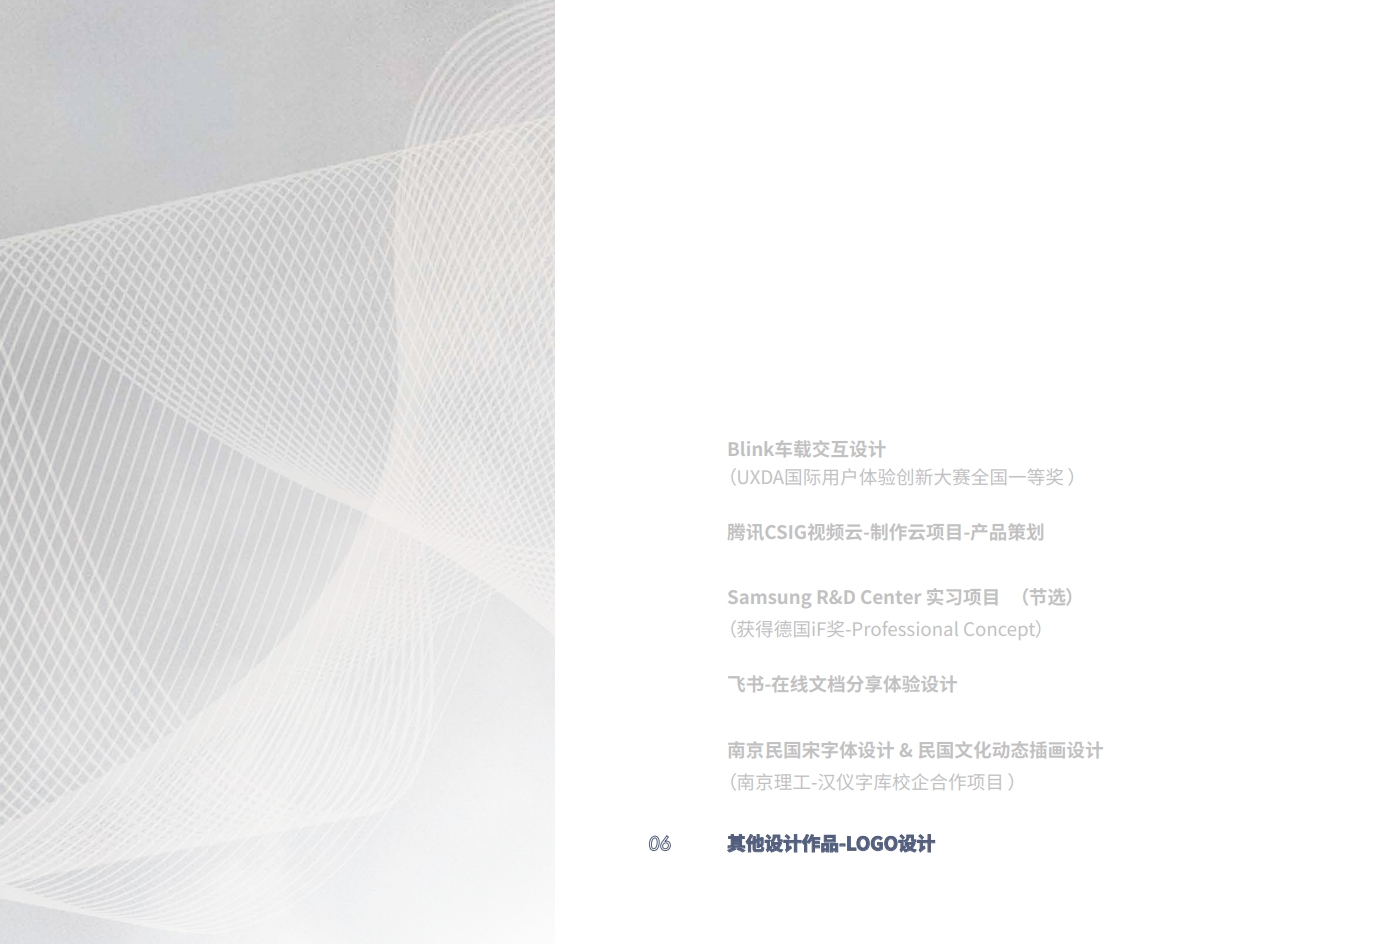 Blink车载交互设计
（UXDA国际用户体验创新大赛全国一等奖 ）
腾讯CSIG视频云-制作云项目-产品策划
Samsung R&D Center 实习项目 （节选）
（获得德国iF奖-Professional Concept）
飞书-在线文档分享体验设计
南京民国宋字体设计 & 民国文化动态插画设计
（南京理工-汉仪字库校企合作项目 ）
06 其他设计作品-LOGO设计